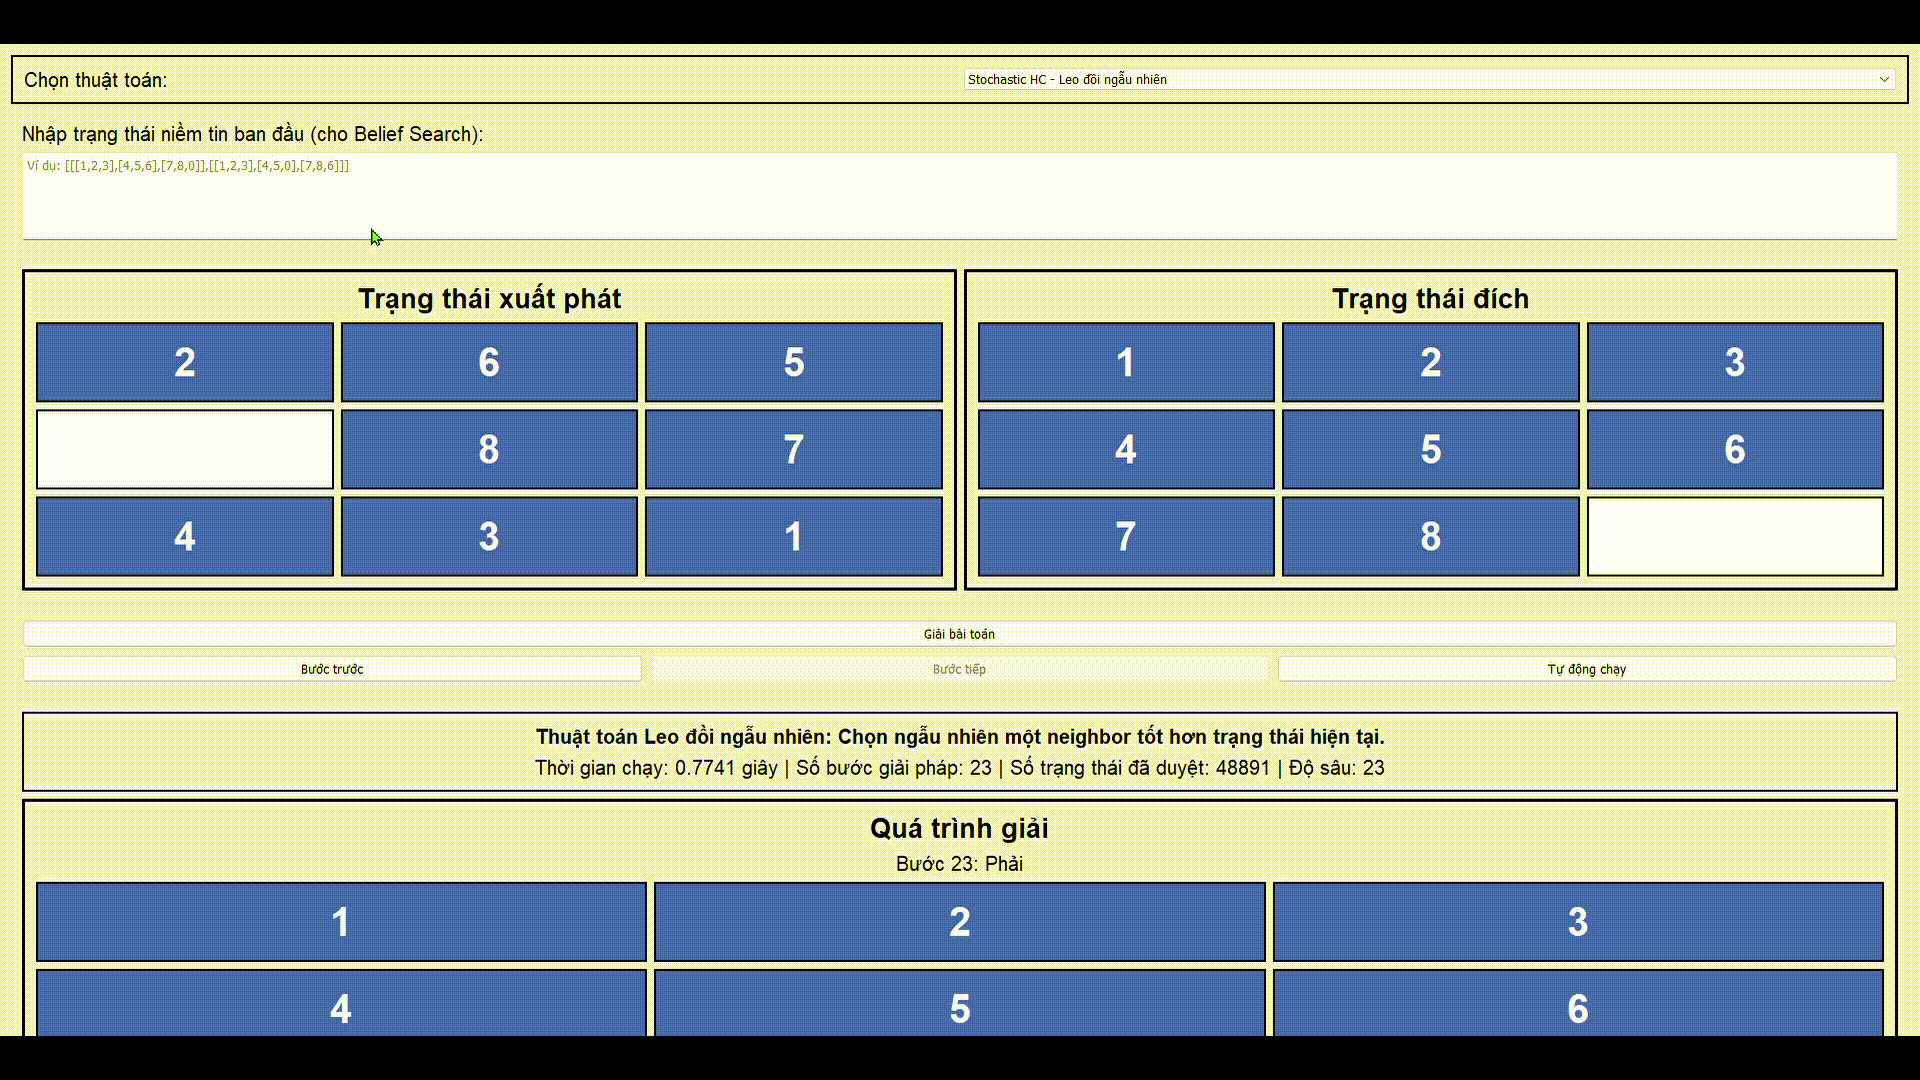 Chọn thuật toán:
Stochastic HC - Leo đồi ngẫu nhiên
Nhập trạng thái niềm tin ban đầu (cho Belief Search):
Ví dụ: [[[1,2,3],[4,5,6],[7,8,0]],[[1,2,3],[4,5,0],[7,8,6]]]
Trạng thái xuất phát
2 6 5
8 7
4 3 1
Trạng thái đích
1 2 3
4 5 6
7 8
Giải bài toán
Bước trước
Bước tiếp
Tự động chạy
Thuật toán Leo đồi ngẫu nhiên: Chọn ngẫu nhiên một neighbor tốt hơn trạng thái hiện tại.
Thời gian chạy: 0.7741 giây | Số bước giải pháp: 23 | Số trạng thái đã duyệt: 48891 | Độ sâu: 23
Quá trình giải
Bước 23: Phải
1 2 3
4 5 6